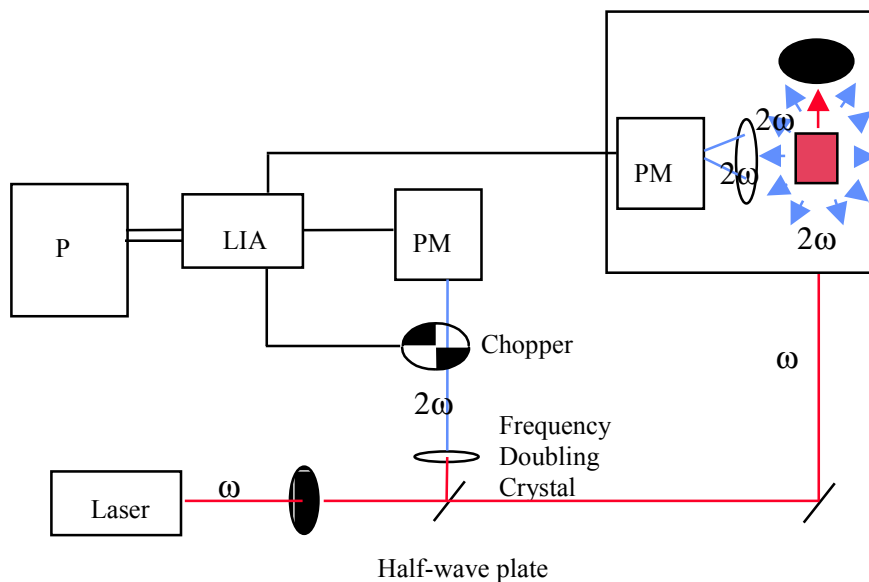 2ω
PM
2ω
P
LIA
PM
2ω
Chopper
ω
2ω
Frequency
Doubling
Crystal
ω
Laser
Half-wave plate